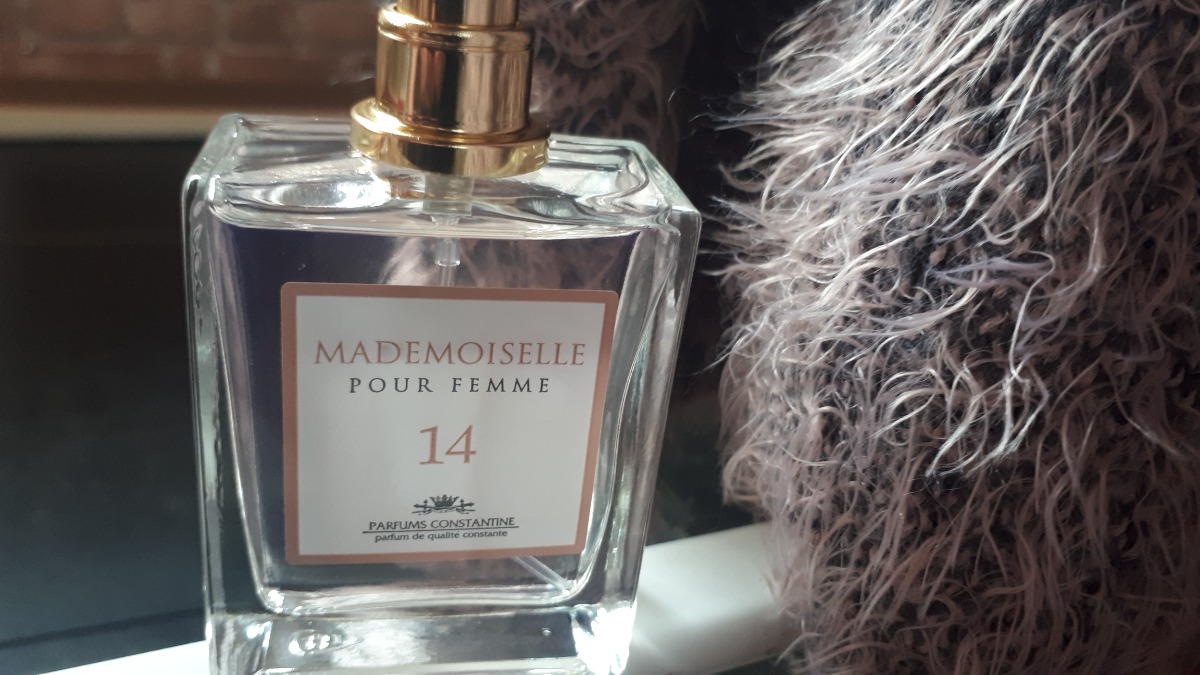 MADEMOISELLE
POUR FEMME
14
PARFUMS CONSTANTINE
parfum de qualité constante